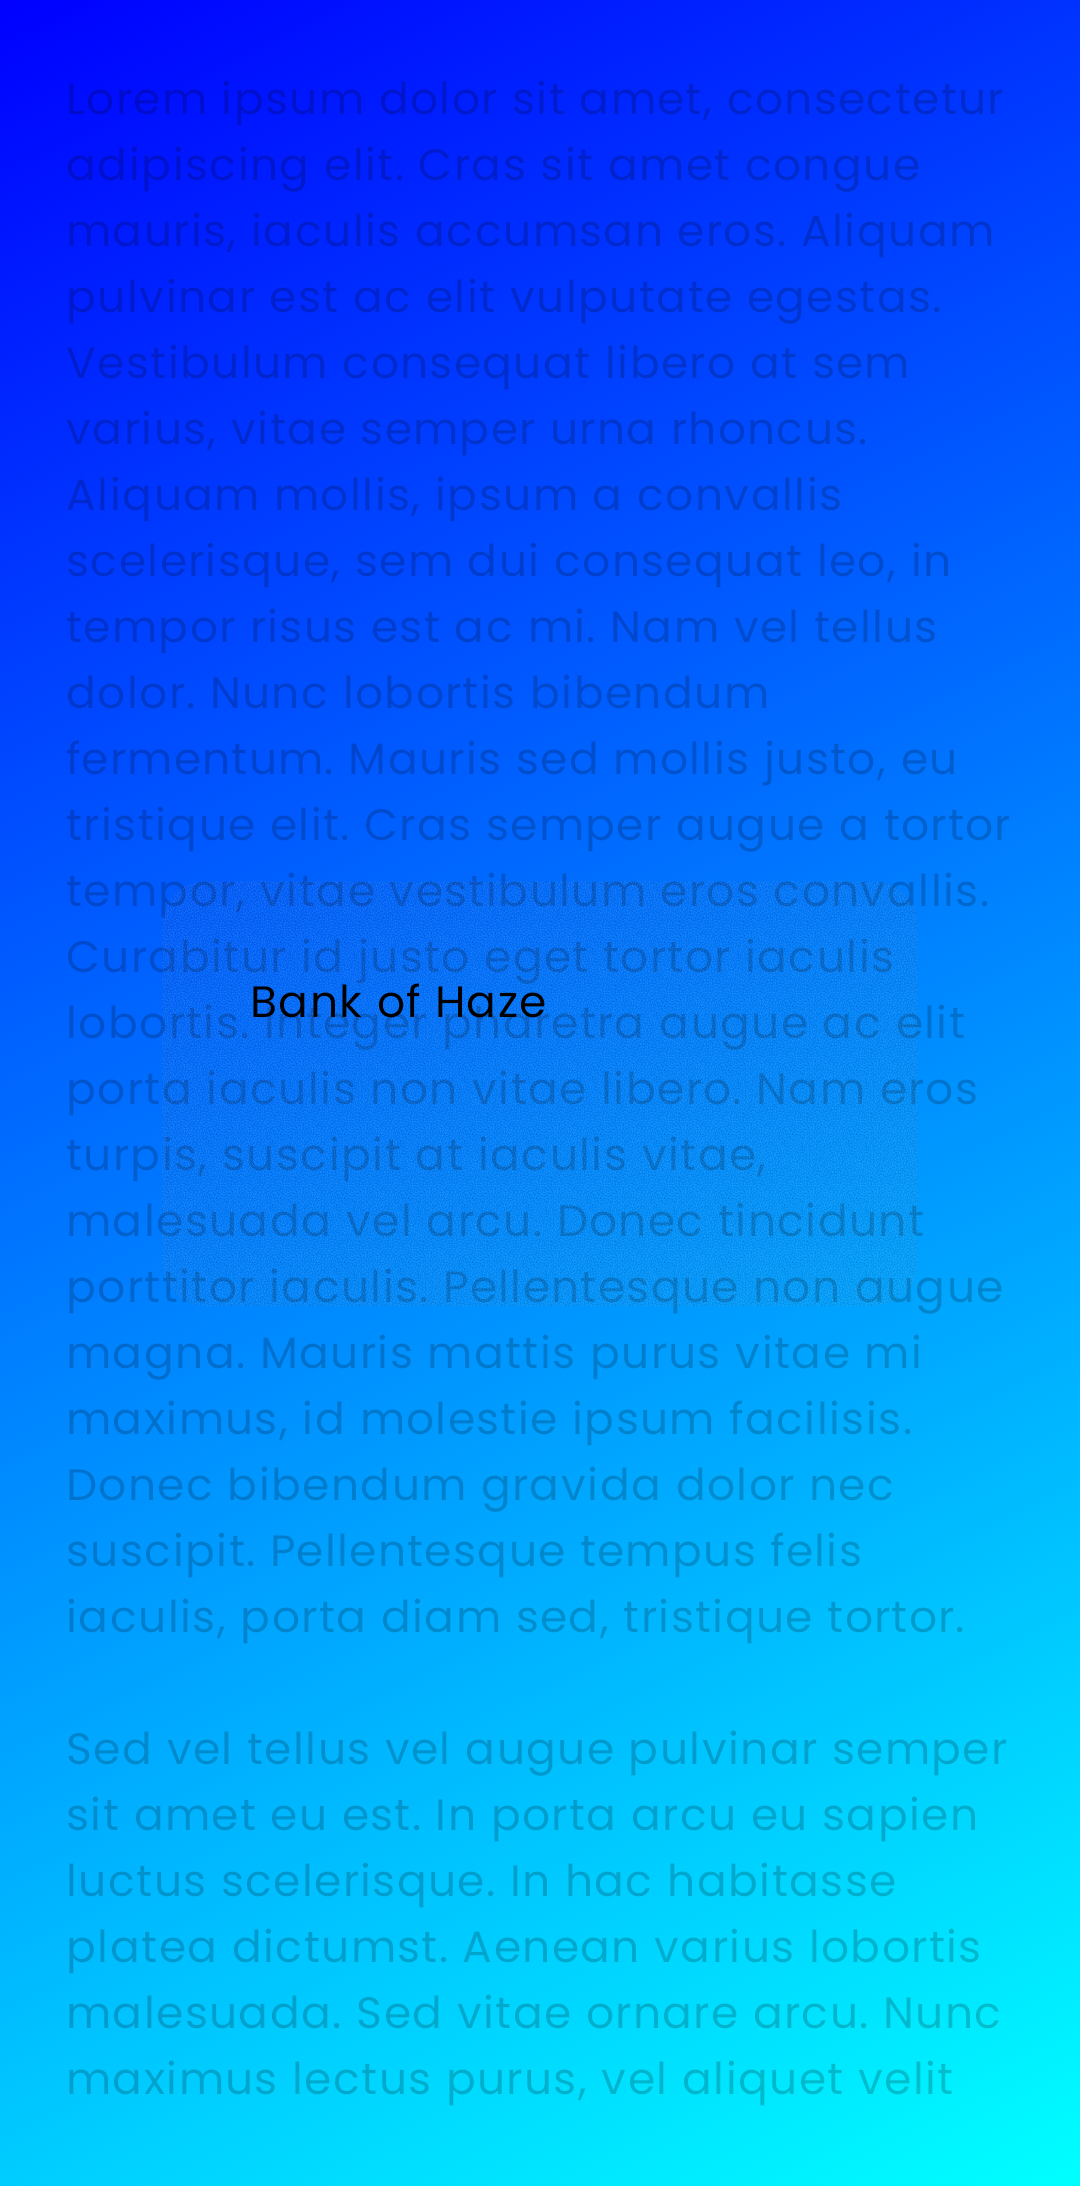 Lorem ipsum dolor sit amet, consectetur
adipiscing elit. Cras sit amet congue
mauris, iaculis accumsan eros. Aliquam
pulvinar est ac elit vulputate egestas.
Vestibulum consequat libero at sem
varius, vitae semper urna rhoncus.
Aliquam mollis, ipsum a convallis
scelerisque, sem dui consequat leo, in
tempor risus est ac mi. Nam vel tellus
dolor. Nunc lobortis bibendum
fermentum. Mauris sed mollis justo, eu
tristique elit. Cras semper augue a tortor
tempor, vitae vestibulum eros convallis.
Curabitur id justo eget tortor iaculis
Bank of Haze
lobortis. Integer pharetra augue ac elit
porta iaculis non vitae libero. Nam eros
turpis, suscipit at iaculis vitae,
malesuada vel arcu. Donec tincidunt
porttitor iaculis. Pellentesque non augue
magna. Mauris mattis purus vitae mi
maximus, id molestie ipsum facilisis.
Donec bibendum gravida dolor nec
suscipit. Pellentesque tempus felis
iaculis, porta diam sed, tristique tortor.
Sed vel tellus vel augue pulvinar semper
sit amet eu est. In porta arcu eu sapien
luctus scelerisque. In hac habitasse
platea dictumst. Aenean varius lobortis
malesuada. Sed vitae ornare arcu. Nunc
maximus lectus purus, vel aliquet velit